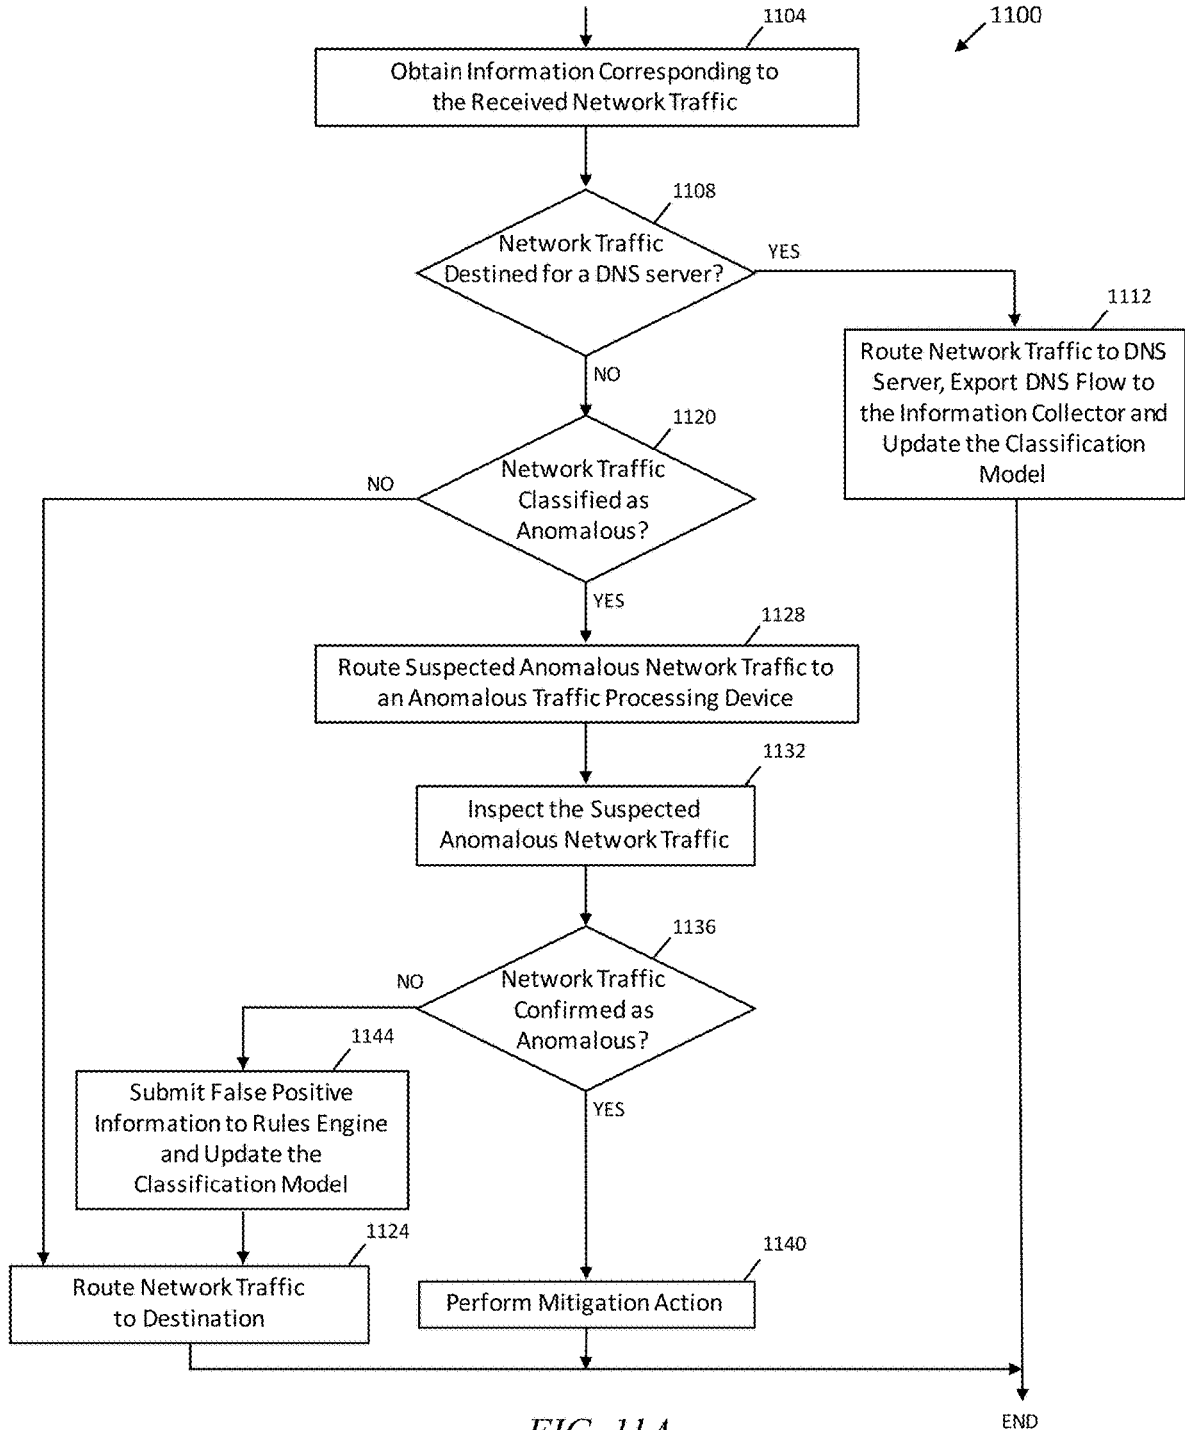 1104
1100
Obtain Information Corresponding to
the Received Network Traffic
1108
Network Traffic
Destined for a DNS server?
YES
NO
1112
Route Network Traffic to DNS
Server, Export DNS Flow to
the Information Collector and
Update the Classification
Model
1120
Network Traffic
Classified as
Anomalous?
NO
YES
1128
Route Suspected Anomalous Network Traffic to
an Anomalous Traffic Processing Device
1132
Inspect the Suspected
Anomalous Network Traffic
1136
Network Traffic
Confirmed as
Anomalous?
NO
YES
1144
Submit False Positive
Information to Rules Engine
and Update the
Classification Model
1124
Route Network Traffic
to Destination
1140
Perform Mitigation Action
END
FIG. 11A